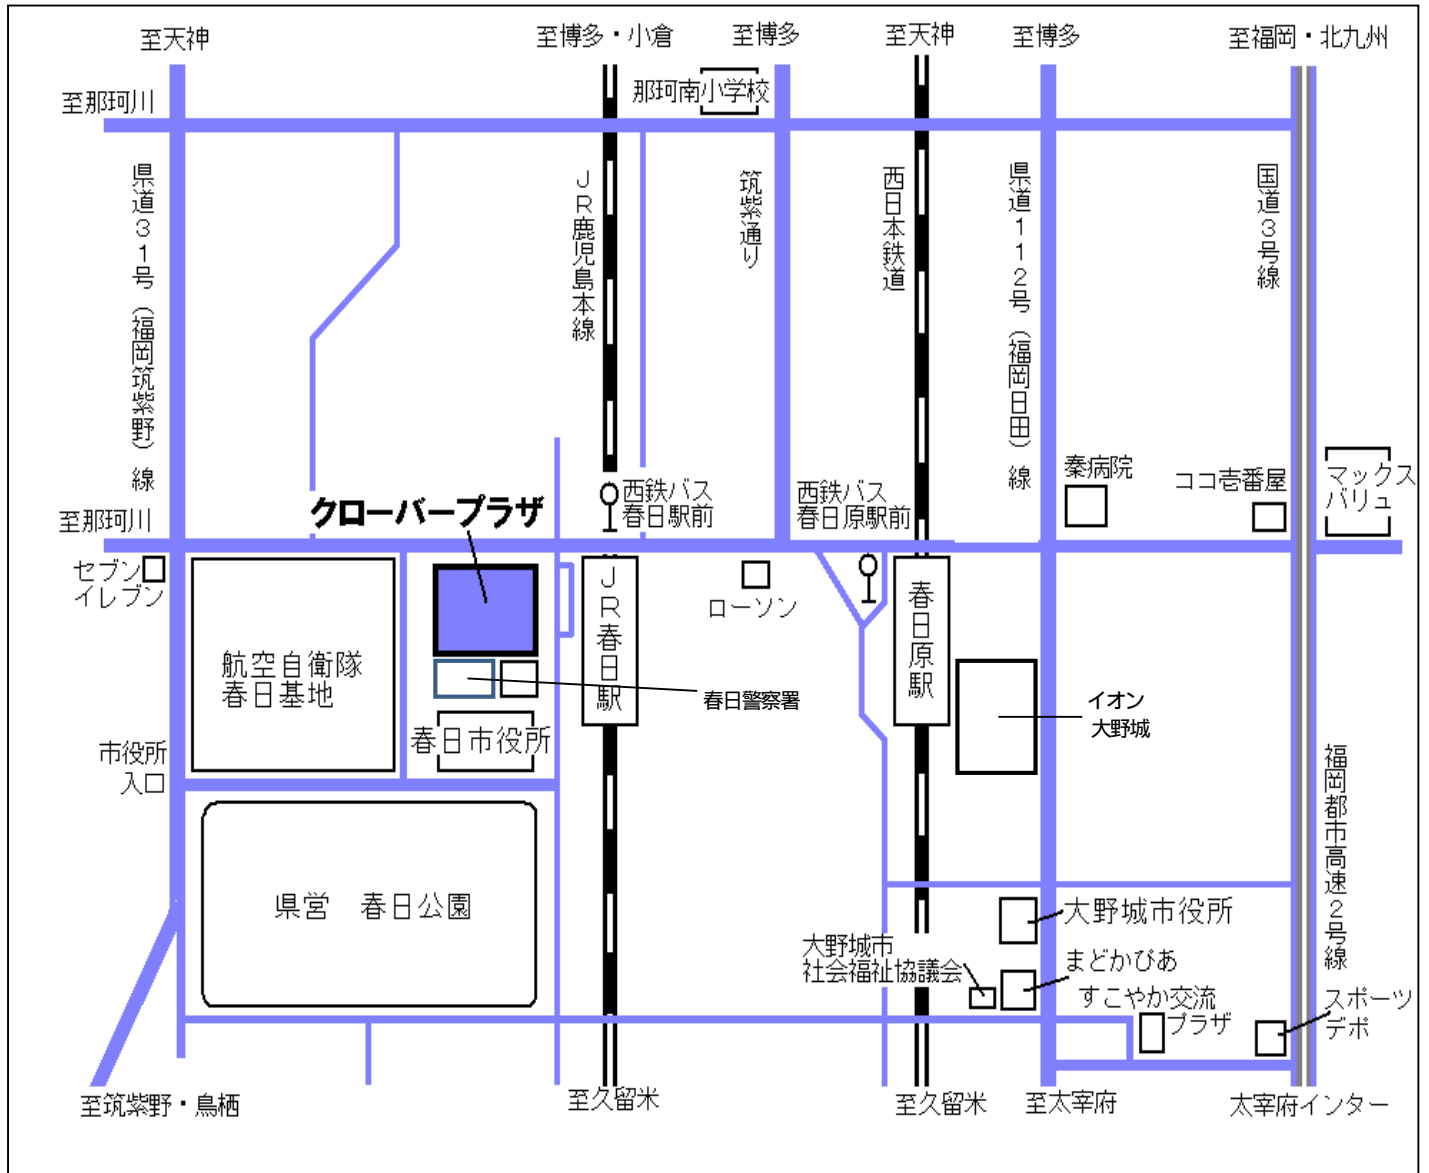 至天神
至博多・小倉
至博多
至天神
至博多
至福岡・北九州
至那珂川
那珂南小学校
県道31号(福岡筑紫野)線
JR鹿児島本線
筑紫通り
西日本鉄道
県道112号(福岡日田)線
国道3号線
秦病院
ココ壱番屋
マックス
バリュ
西鉄バス
春日駅前
西鉄バス
春日原駅前
クローバープラザ
至那珂川
セブン
イレブン
JR春日駅
ローソン
春日原駅
航空自衛隊
春日基地
春日警察署
イオン
大野城
春日市役所
市役所
入口
福岡都市高速2号線
県営 春日公園
大野城市役所
大野城市
社会福祉協議会
まどかぴあ
すこやか交流
プラザ
スポーツ
デポ
至筑紫野・鳥栖
至久留米
至久留米
至太宰府
太宰府インター